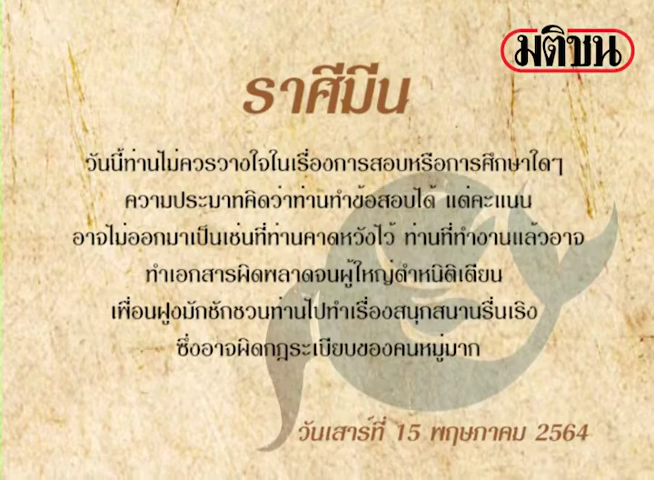 มติชน
ราศีมีน
วันนี้ท่านไม่ควรวางใจในเรื่องการสอบหรือการศึกษาใดๆ
ความประมาทคิดว่าท่านทำข้อสอบได้ แต่คะแนน
อาจไม่ออกมาเป็นเช่นที่ท่านคาดหวังไว้ ท่านที่ทำงานแล้วอาจ
ทำเอกสารผิดพลาดจนผู้ใหญ่ตำหนิติเตียน
เพื่อนฝูงมักชักชวนท่านไปทำเรื่องสนุกสนานรื่นเริง
ซึ่งอาจผิดกฎระเบียบของคนหมู่มาก
วันเสาร์ที่ 15 พฤษภาคม 2564